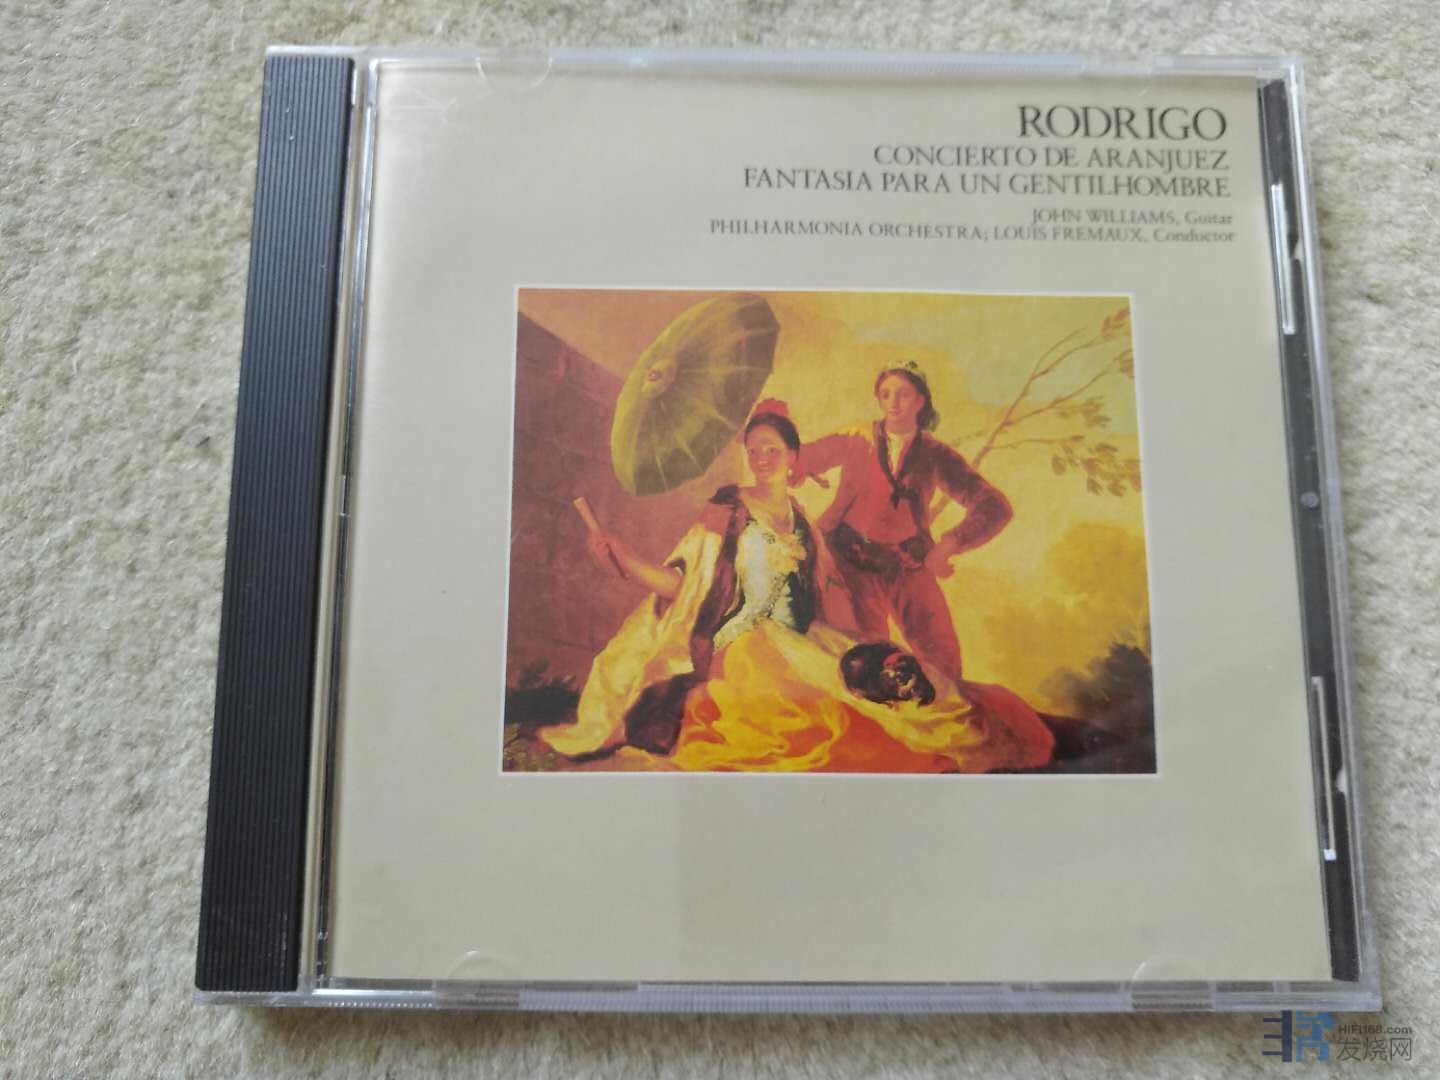 RODRIGO
CONCIERTO DE ARANJUEZ
FANTASIA PARA UN GENTILHOMBRE
JOHN WILLIAMS, Guitar
PHILHARMONIA ORCHESTRA; LOUIS FREMAUX, Conductor
HIFI168.com
发烧网